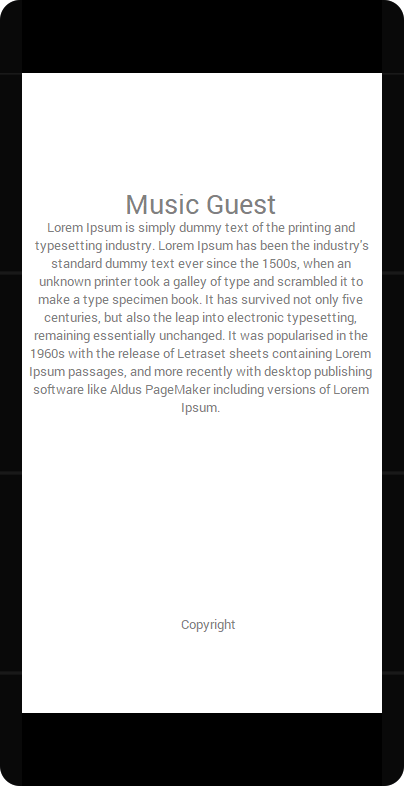 Music Guest
Lorem Ipsum is simply dummy text of the printing and
typesetting industry. Lorem Ipsum has been the industry's
standard dummy text ever since the 1500s, when an
unknown printer took a galley of type and scrambled it to
make a type specimen book. It has survived not only five
centuries, but also the leap into electronic typesetting,
remaining essentially unchanged. It was popularised in the
1960s with the release of Letraset sheets containing Lorem
Ipsum passages, and more recently with desktop publishing
software like Aldus PageMaker including versions of Lorem
Ipsum.
Copyright